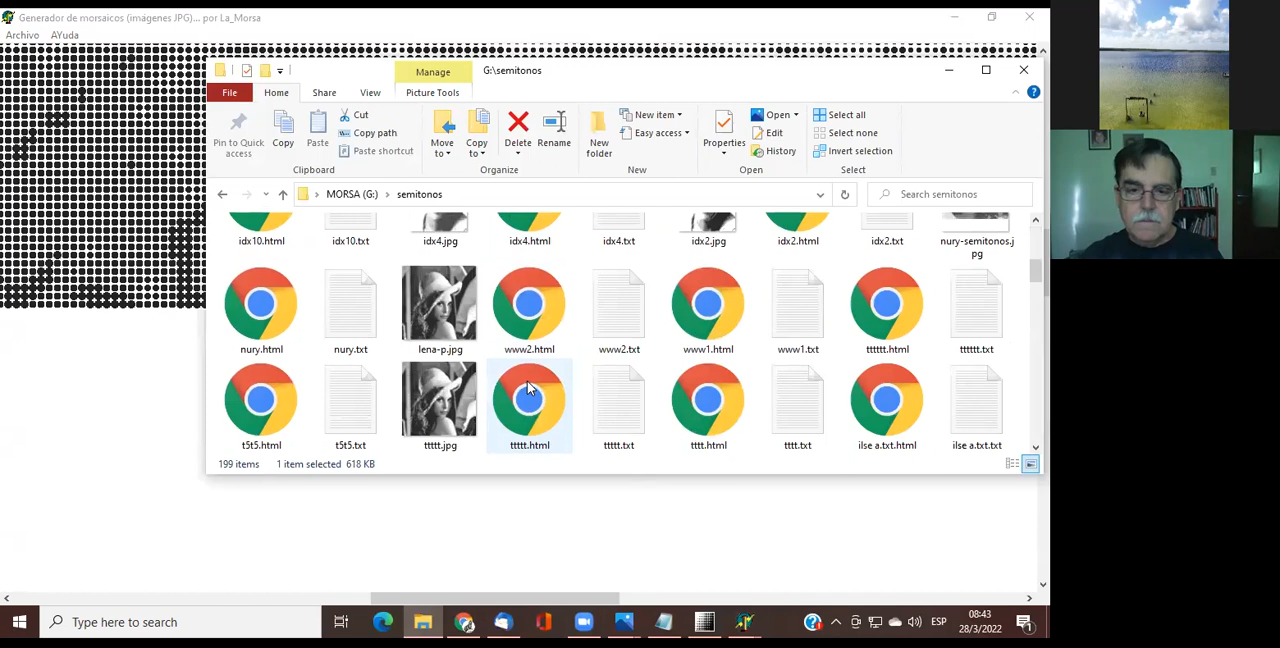 Generador de morsaicos (imágenes JPG)... por La_Morsa
Archivo AYuda
Manage G:\semitonos
File Home Share View Picture Tools
Pin to Quick access
Copy
Paste
Cut
Copy path
Paste shortcut
Move to
Copy to
Delete
Rename
New folder
New item
Easy access
Properties
Open
Edit
History
Select all
Select none
Invert selection
Clipboard Organize New Open Select
MORSA (G:) semitonos Search semitonos
idx10.html idx10.txt idx4.jpg idx4.html idx4.txt idx2.jpg idx2.html idx2.txt nury-semitonos.j
pg
nury.html nury.txt lena-p.jpg www2.html www2.txt www1.html www1.txt tttttt.html tttttt.txt
t5t5.html t5t5.txt ttttt.jpg ttttt.html ttttt.txt tttt.html tttt.txt ilse a.txt.html ilse a.txt.txt
199 items 1 item selected 618 KB
Type here to search
ESP
08:43
28/3/2022
1